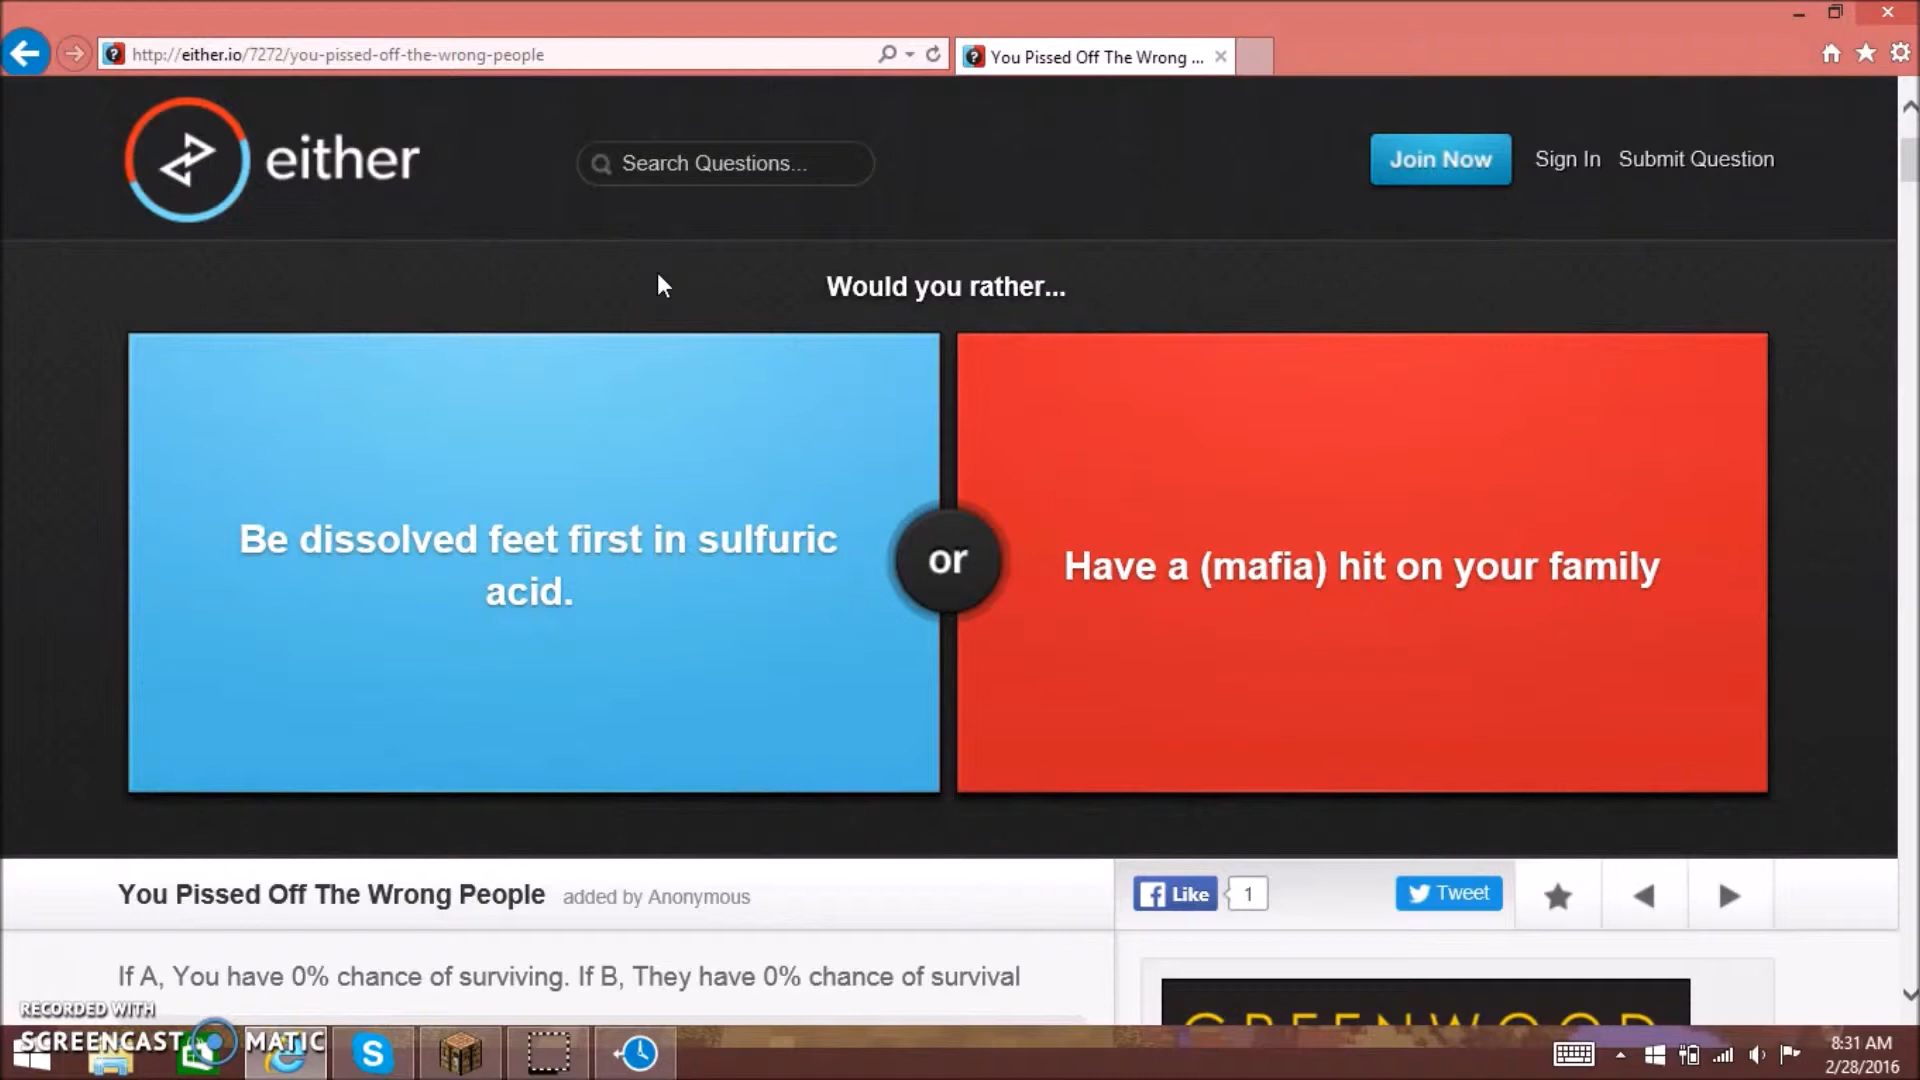 http://either.io/7272/you-pissed-off-the-wrong-people
You Pissed Off The Wrong ...
either
Search Questions...
Join Now
Sign In
Submit Question
Would you rather...
Be dissolved feet first in sulfuric
acid.
or
Have a (mafia) hit on your family
You Pissed Off The Wrong People
added by Anonymous
Like
1
Tweet
If A, You have 0% chance of surviving. If B, They have 0% chance of survival
GREENWOOD
RECORDED WITH
SCREENCAST MATIC
8:31 AM
2/28/2016